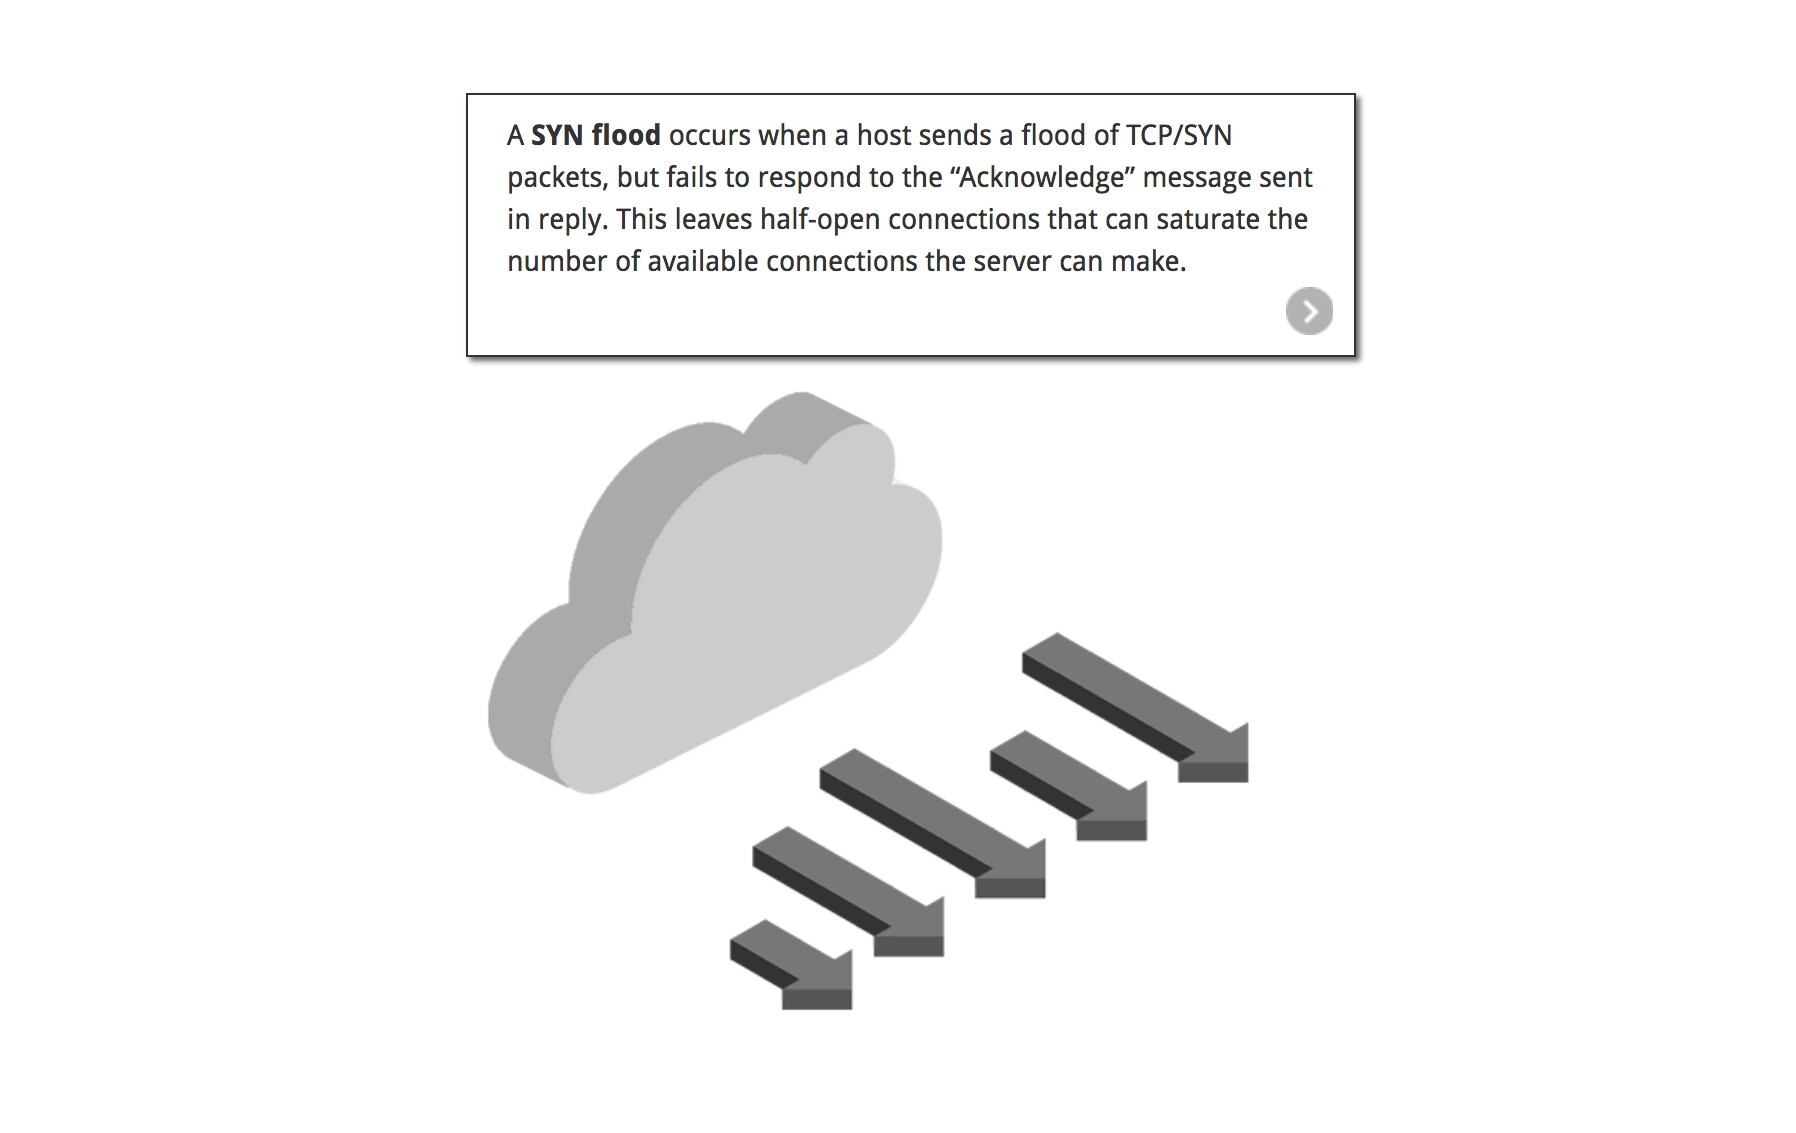 A SYN flood occurs when a host sends a flood of TCP/SYN
packets, but fails to respond to the “Acknowledge” message sent
in reply. This leaves half-open connections that can saturate the
number of available connections the server can make.